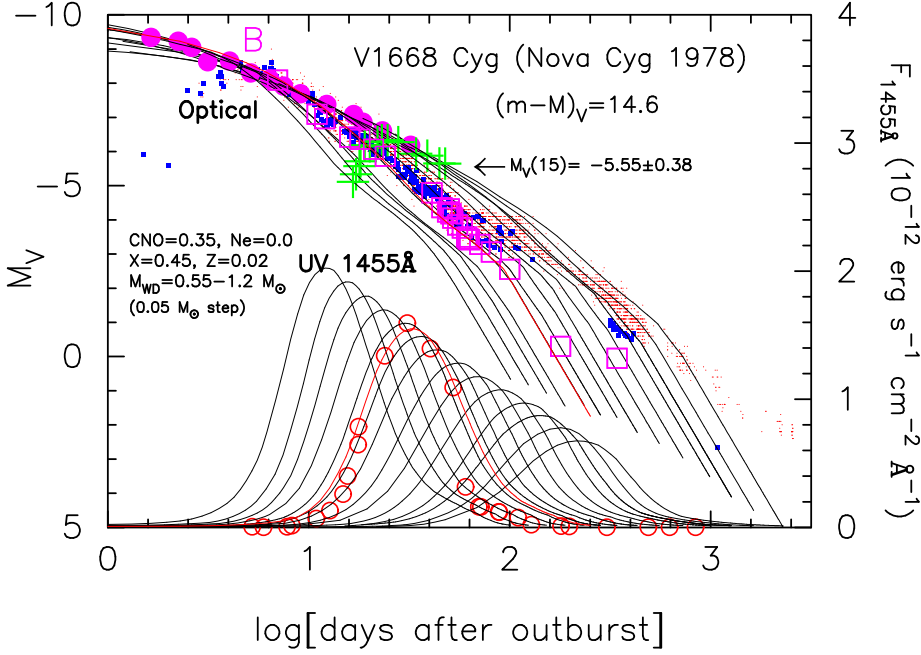 −10
4
B
V1668 Cyg (Nova Cyg 1978)
Optical
(m−M)V=14.6
3
MV(15)= −5.55±0.38
−5
CNO=0.35, Ne=0.0
X=0.45, Z=0.02
MWD=0.55−1.2 M⊙
(0.05 M⊙ step)
UV 1455Å
2
MV
F1455Å (10−12 erg s−1 cm−2 Å−1)
0
1
5
0
0
1
2
3
log[days after outburst]